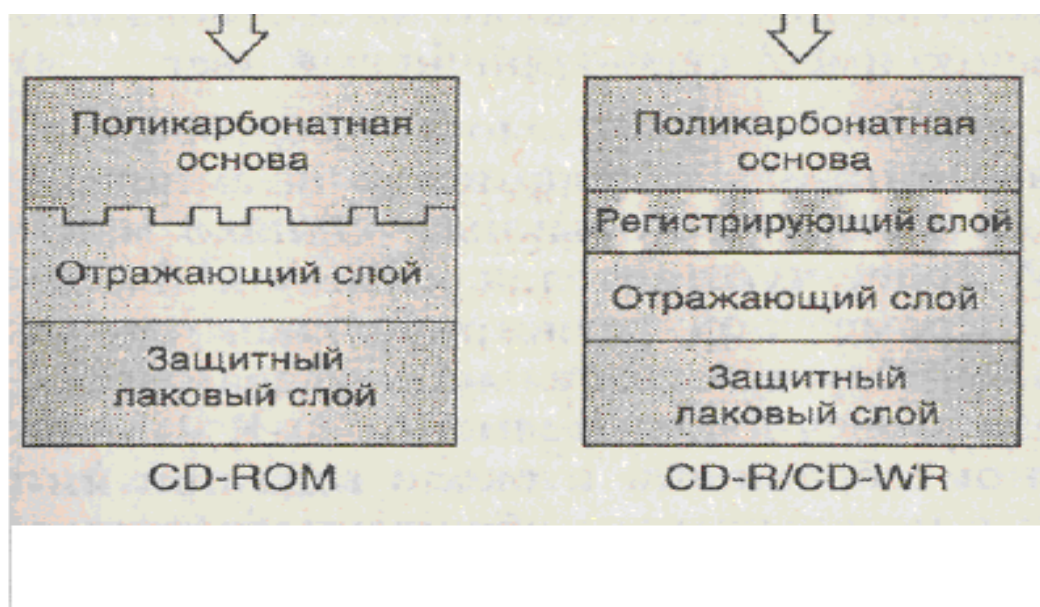 Поликарбонатная
основа
Отражающий слой
Защитный
лаковый слой
CD-ROM
Поликарбонатная
основа
Регистрирующий слой
Отражающий слой
Защитный
лаковый слой
CD-R/CD-WR